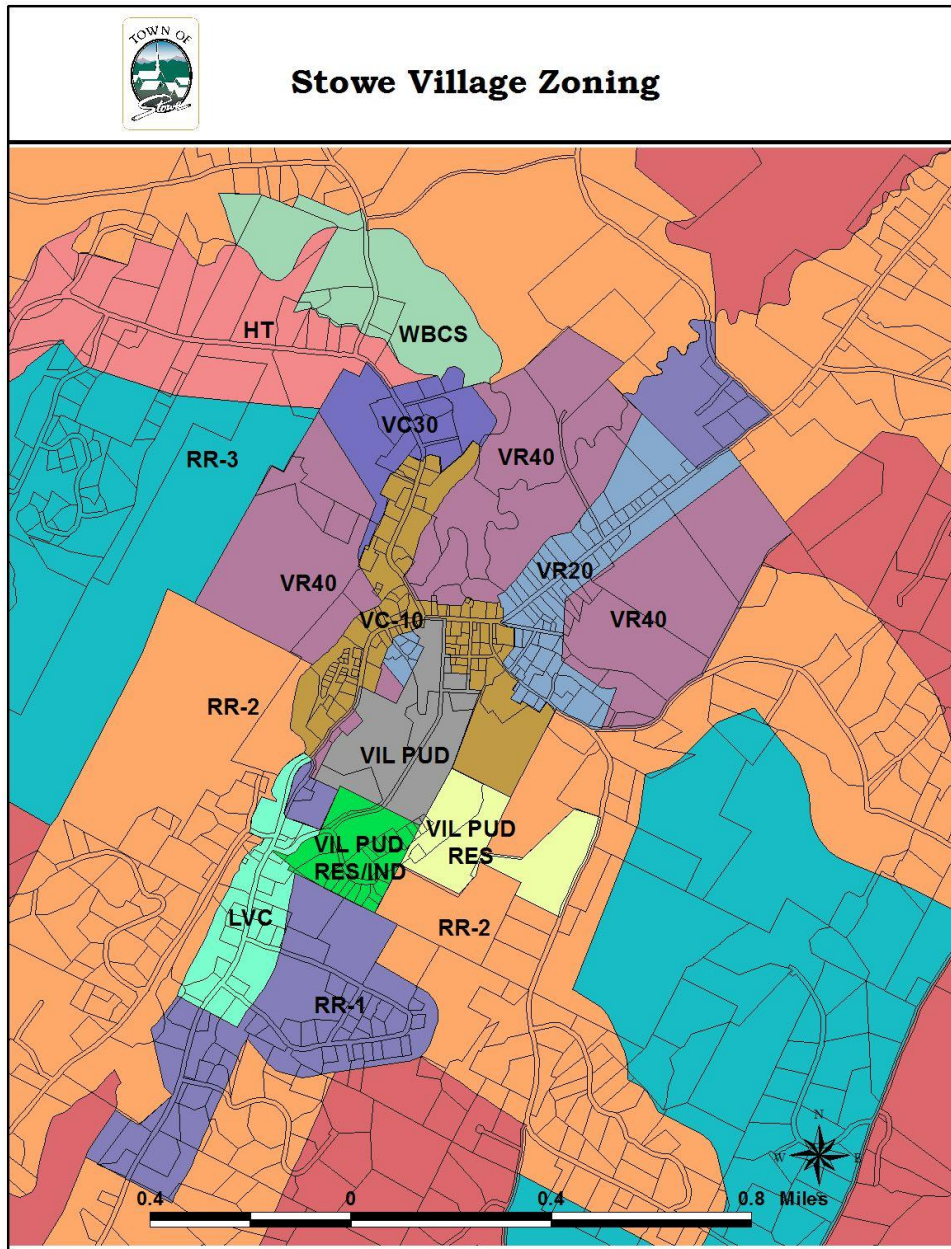 TOWN OF
Stowe
Stowe Village Zoning
HT
WBCS
VC30
RR-3
VR40
VR20
VR40
VC-10
VR40
RR-2
VIL PUD
VIL PUD
RES/IND
VIL PUD
RES
LVC
RR-2
RR-1
N
W
E
S
0.4
0
0.4
0.8
Miles